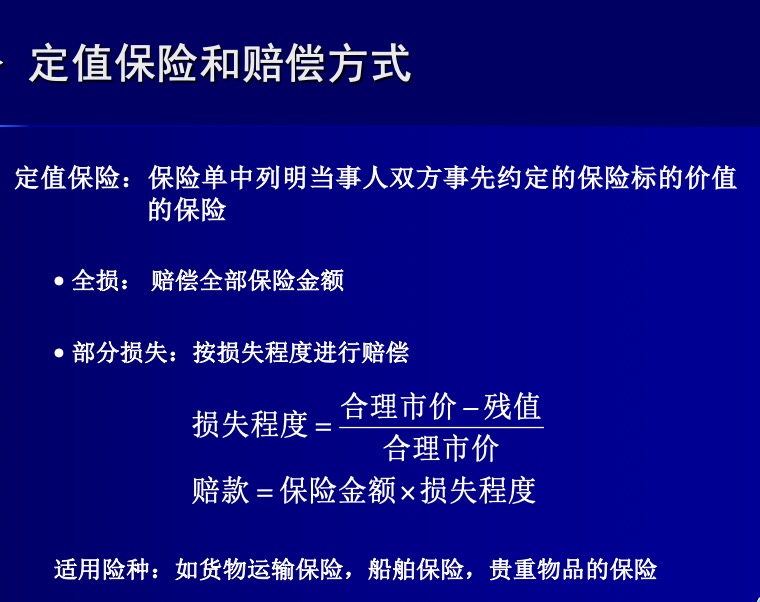 定值保险和赔偿方式
定值保险：保险单中列明当事人双方事先约定的保险标的价值
的保险
• 全损： 赔偿全部保险金额
• 部分损失：按损失程度进行赔偿
损失程度 = 合理市价 − 残值
合理市价
赔款 = 保险金额 × 损失程度
适用险种：如货物运输保险，船舶保险，贵重物品的保险